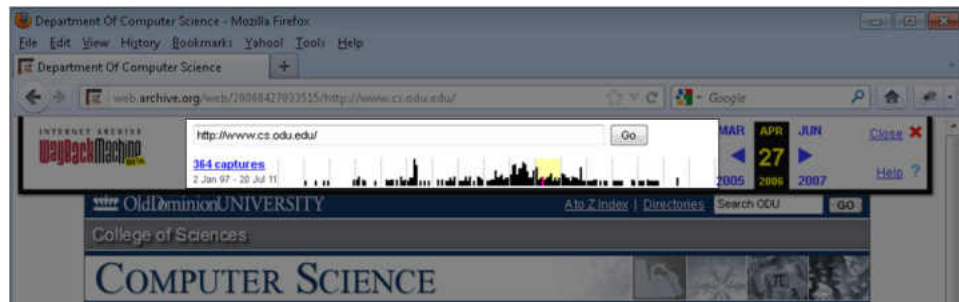 Department Of Computer Science - Mozilla Firefox
File Edit View History Bookmarks Yahoo! Tools Help
Department Of Computer Science +
web.archive.org/web/20060427033515/http://www.cs.odu.edu/ Google
INTERNET ARCHIVE http://www.cs.odu.edu/ Go MAR APR JUN Close
WayBackMachine 364 captures 27 Help ?
2 Jan 97 - 20 Jul 11 2005 2006 2007
OldDominionUNIVERSITY A to Z Index | Directories Search ODU GO
College of Sciences
COMPUTER SCIENCE